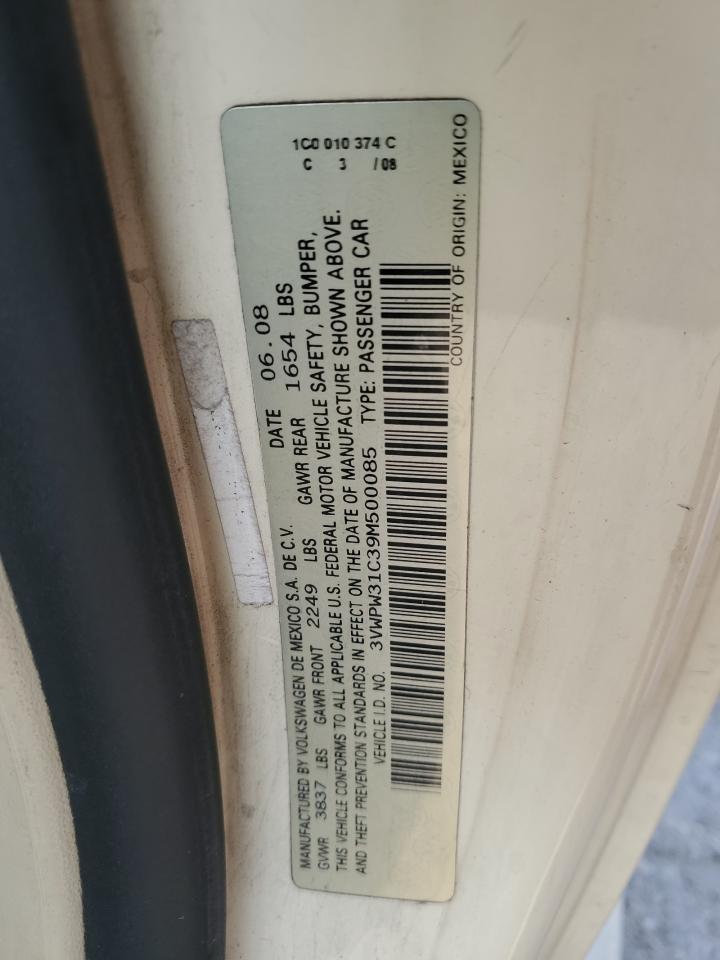 1C0 010 374 C
C 3 /08
MANUFACTURED BY VOLKSWAGEN DE MEXICO S.A. DE C.V. DATE 06.08
GVWR 3837 LBS GAWR FRONT 2249 LBS GAWR REAR 1654 LBS
THIS VEHICLE CONFORMS TO ALL APPLICABLE U.S. FEDERAL MOTOR VEHICLE SAFETY, BUMPER,
AND THEFT PREVENTION STANDARDS IN EFFECT ON THE DATE OF MANUFACTURE SHOWN ABOVE.
VEHICLE I.D. NO. 3VWPW31C39M500085 TYPE: PASSENGER CAR
COUNTRY OF ORIGIN: MEXICO